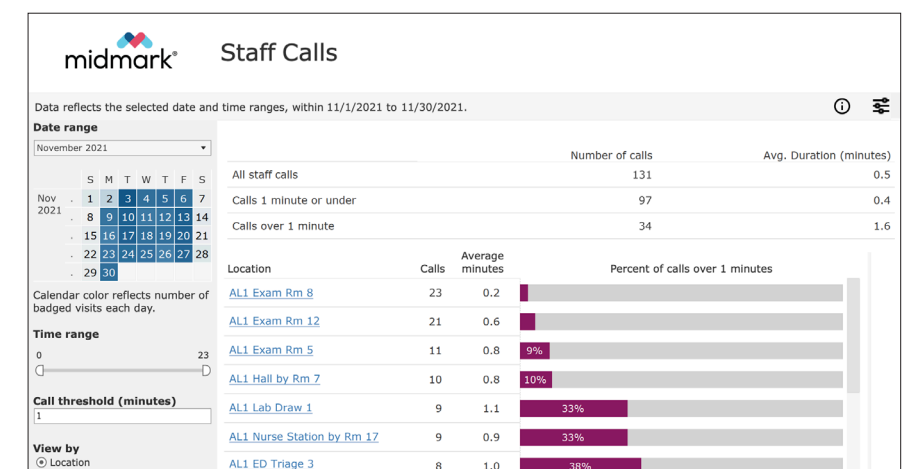 midmark®
Staff Calls
Data reflects the selected date and time ranges, within 11/1/2021 to 11/30/2021.
Date range
November 2021
S M T W T F S
Nov 2021 . 1 2 3 4 5 6 7
. 8 9 10 11 12 13 14
. 15 16 17 18 19 20 21
. 22 23 24 25 26 27 28
. 29 30
Calendar color reflects number of
badged visits each day.
Time range
0 23
Call threshold (minutes)
1
View by
Location
Number of calls Avg. Duration (minutes)
All staff calls 131 0.5
Calls 1 minute or under 97 0.4
Calls over 1 minute 34 1.6
Location Calls Average minutes Percent of calls over 1 minutes
AL1 Exam Rm 8 23 0.2
AL1 Exam Rm 12 21 0.6
AL1 Exam Rm 5 11 0.8 9%
AL1 Hall by Rm 7 10 0.8 10%
AL1 Lab Draw 1 9 1.1 33%
AL1 Nurse Station by Rm 17 9 0.9 33%
AL1 ED Triage 3 8 1.0 38%